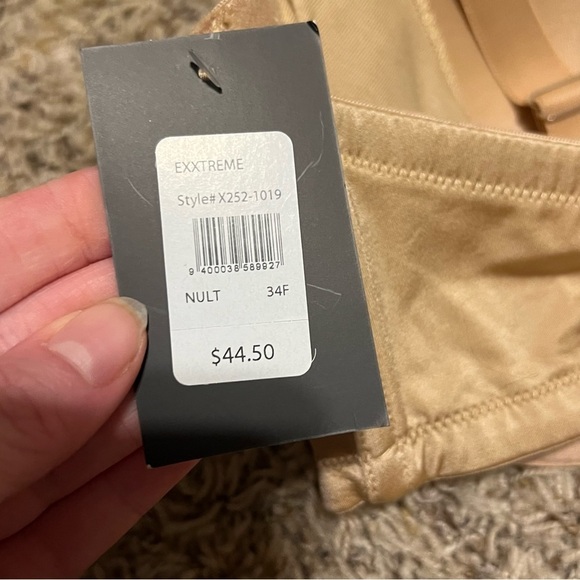 EXXTREME
Style# X252-1019
9 400038 589927
NULT 34F
$44.50